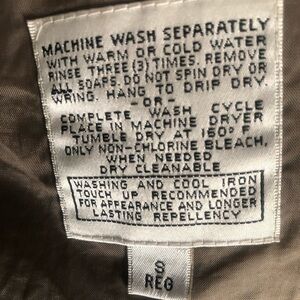 MACHINE WASH SEPARATELY
WITH WARM OR COLD WATER
RINSE THREE (3) TIMES. REMOVE
ALL SOAPS. DO NOT SPIN DRY OR
WRING. HANG TO DRIP DRY.
-OR-
COMPLETE WASH CYCLE
PLACE IN MACHINE DRYER
TUMBLE DRY AT 160° F
ONLY NON-CHLORINE BLEACH,
WHEN NEEDED
DRY CLEANABLE
WASHING AND COOL IRON
TOUCH UP RECOMMENDED
FOR APPEARANCE AND LONGER
LASTING REPELLENCY
S
REG